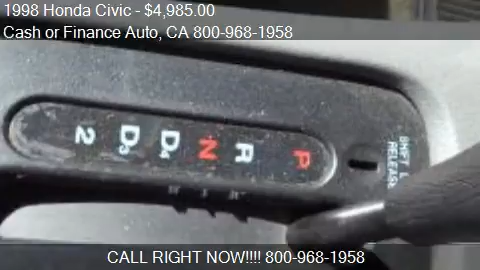 1998 Honda Civic - $4,985.00
Cash or Finance Auto, CA 800-968-1958
2 D3 D4 N R P
SHIFT
RELEASE
CALL RIGHT NOW!!!! 800-968-1958